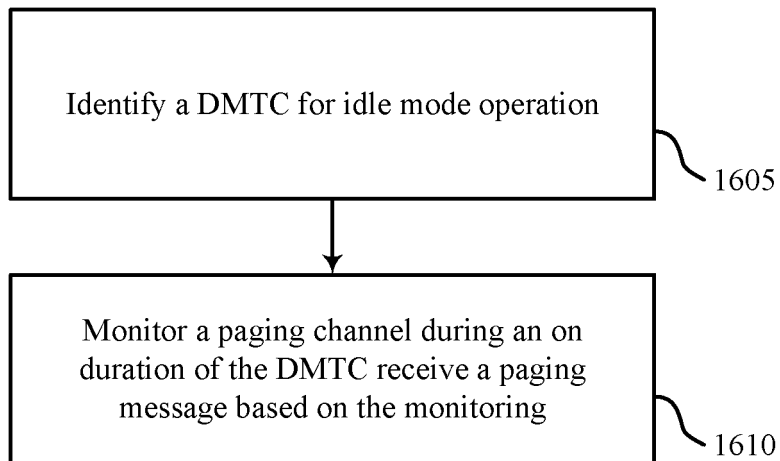 Identify a DMTC for idle mode operation
1605
Monitor a paging channel during an on
duration of the DMTC receive a paging
message based on the monitoring
1610